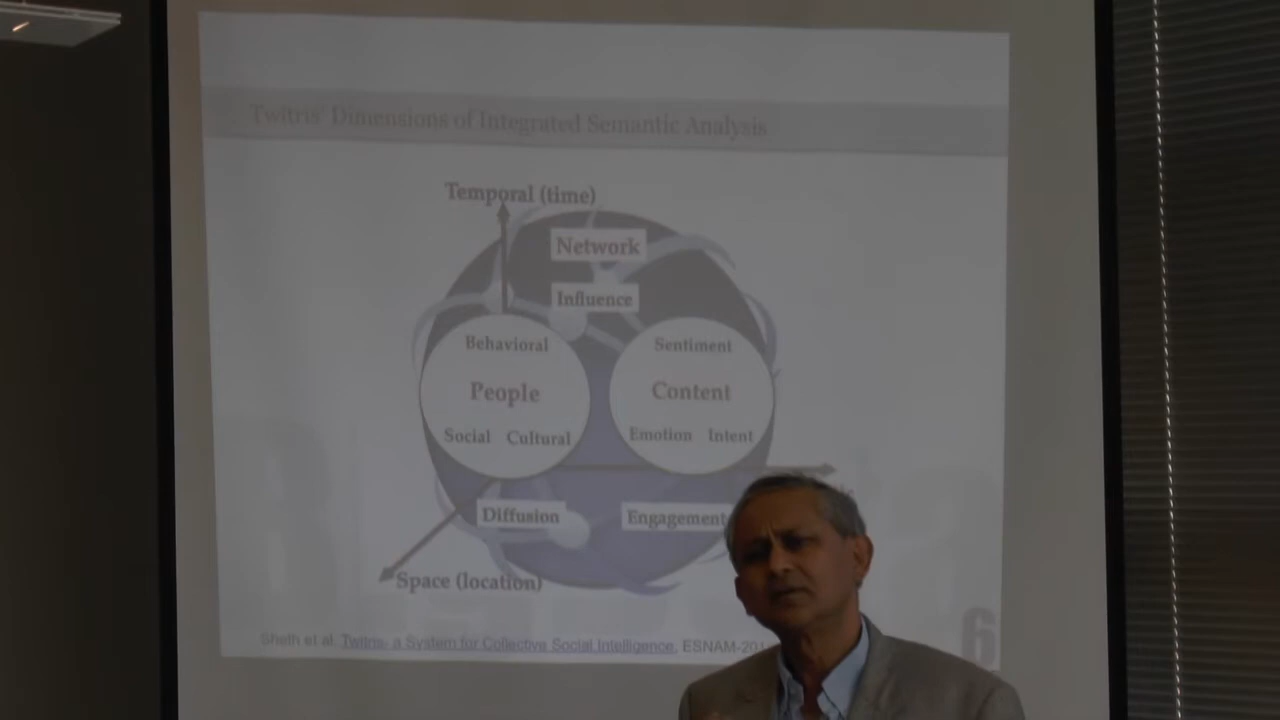 Twitris' Dimensions of Integrated Semantic Analysis
Temporal (time)
Network
Influence
Behavioral
Sentiment
People
Content
Social Cultural
Emotion Intent
Diffusion
Engagement
Space (location)
Sheth et al. Twitris- a System for Collective Social Intelligence, ESNAM-201
6